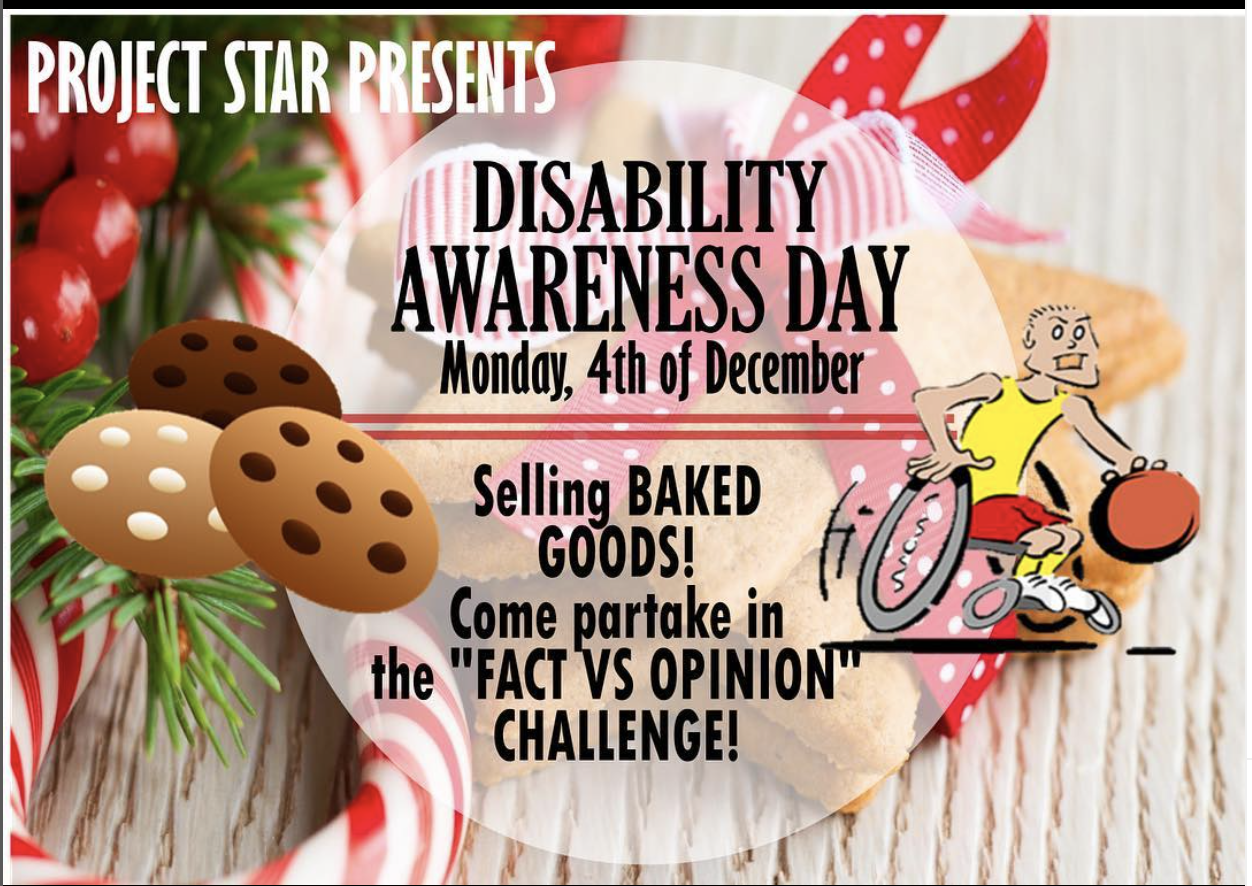 PROJECT STAR PRESENTS
DISABILITY
AWARENESS DAY
Monday, 4th of December
Selling BAKED
GOODS!
Come partake in
the "FACT VS OPINION"
CHALLENGE!